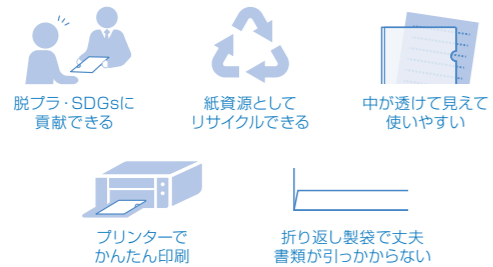 脱プラ・SDGsに
貢献できる
紙資源として
リサイクルできる
中が透けて見えて
使いやすい
プリンターで
かんたん印刷
折り返し製袋で丈夫
書類が引っかからない